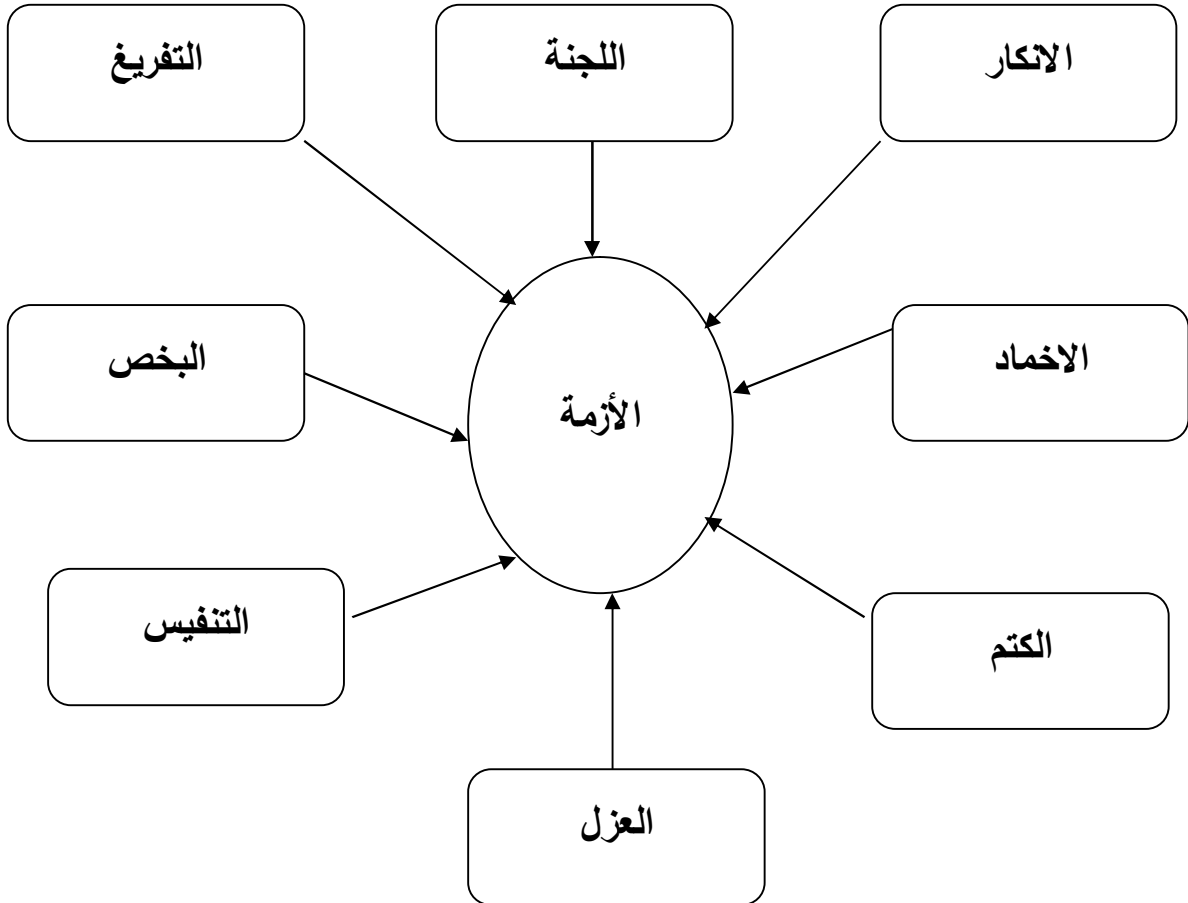 الانكار
اللجنة
التفريغ
الاخماد
الأزمة
البخص
الكتم
التنفيس
العزل